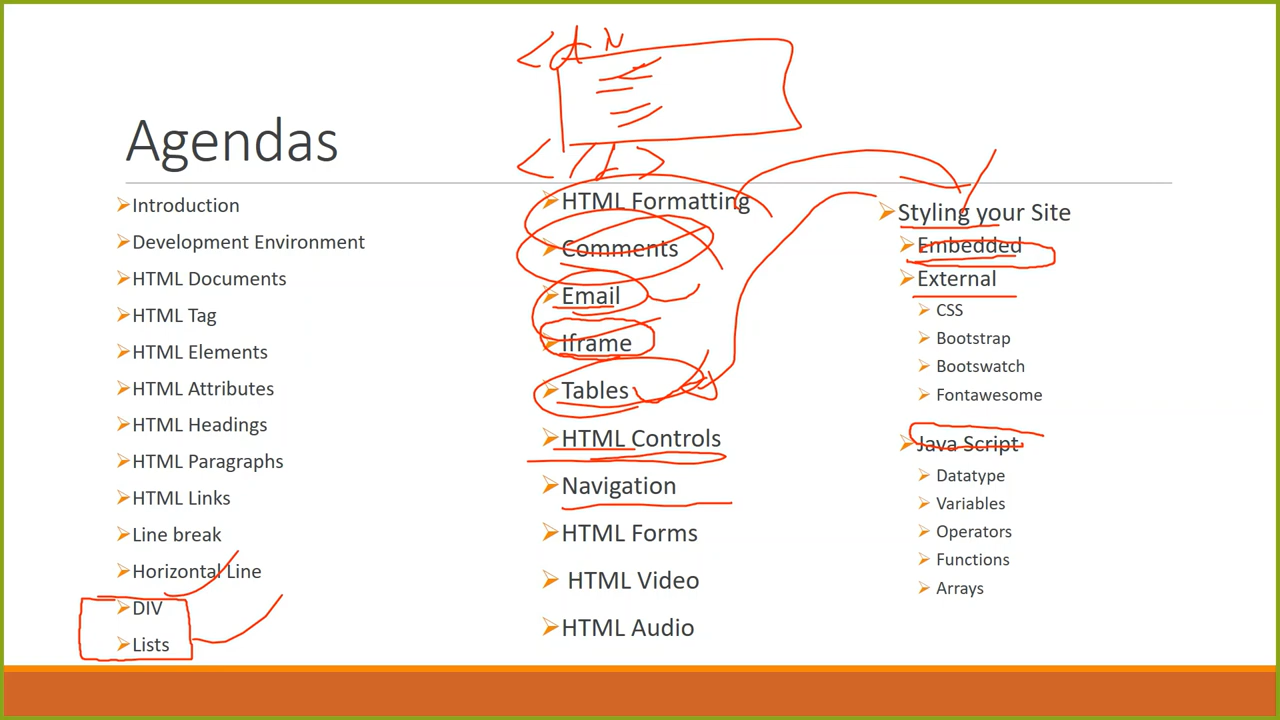 Agendas
Introduction
Development Environment
HTML Documents
HTML Tag
HTML Elements
HTML Attributes
HTML Headings
HTML Paragraphs
HTML Links
Line break
Horizontal Line
DIV
Lists
HTML Formatting
Comments
Email
Iframe
Tables
HTML Controls
Navigation
HTML Forms
HTML Video
HTML Audio
Styling your Site
Embedded
External
CSS
Bootstrap
Bootswatch
Fontawesome
Java Script
Datatype
Variables
Operators
Functions
Arrays